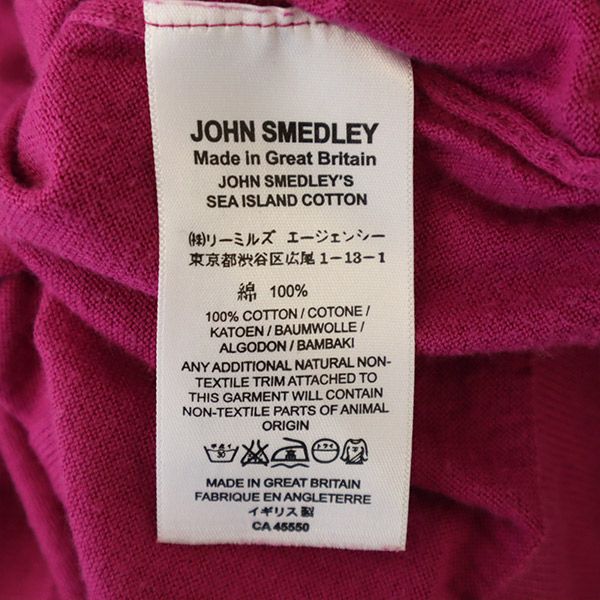 JOHN SMEDLEY
Made in Great Britain
JOHN SMEDLEY'S
SEA ISLAND COTTON
㈱リーミルズ エージェンシー
東京都渋谷区広尾1-13-1
綿 100%
100% COTTON / COTONE /
KATOEN / BAUMWOLLE /
ALGODON / BAMBAKI
ANY ADDITIONAL NATURAL NON-
TEXTILE TRIM ATTACHED TO
THIS GARMENT WILL CONTAIN
NON-TEXTILE PARTS OF ANIMAL
ORIGIN
30 高
MADE IN GREAT BRITAIN
FABRIQUE EN ANGLETERRE
イギリス製
CA 45550